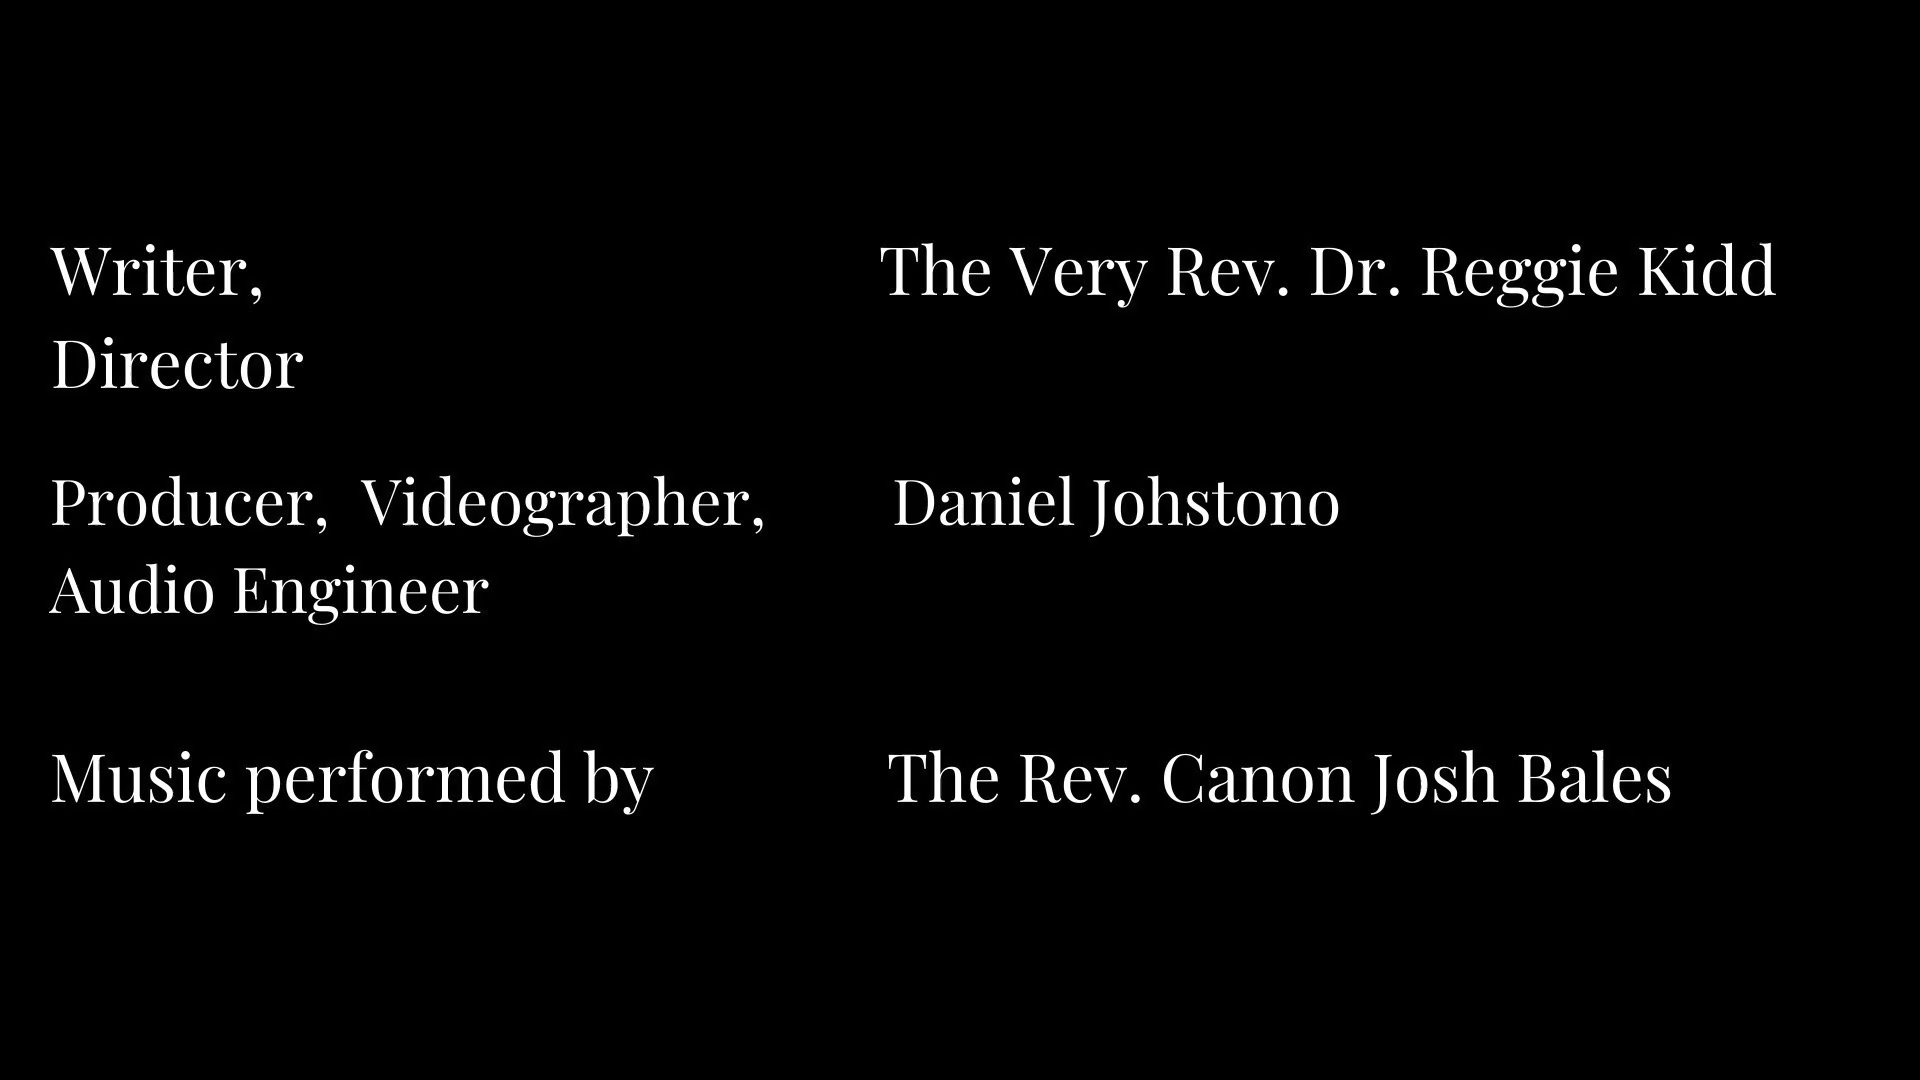 Writer, The Very Rev. Dr. Reggie Kidd
Director
Producer, Videographer, Daniel Johstono
Audio Engineer
Music performed by The Rev. Canon Josh Bales